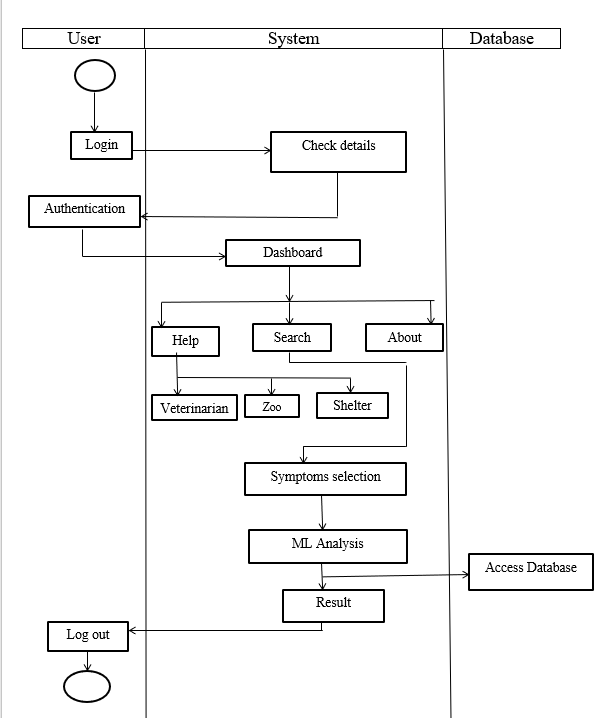 User
System
Database
Login
Check details
Authentication
Dashboard
Help
Search
About
Veterinarian
Zoo
Shelter
Symptoms selection
ML Analysis
Access Database
Result
Log out